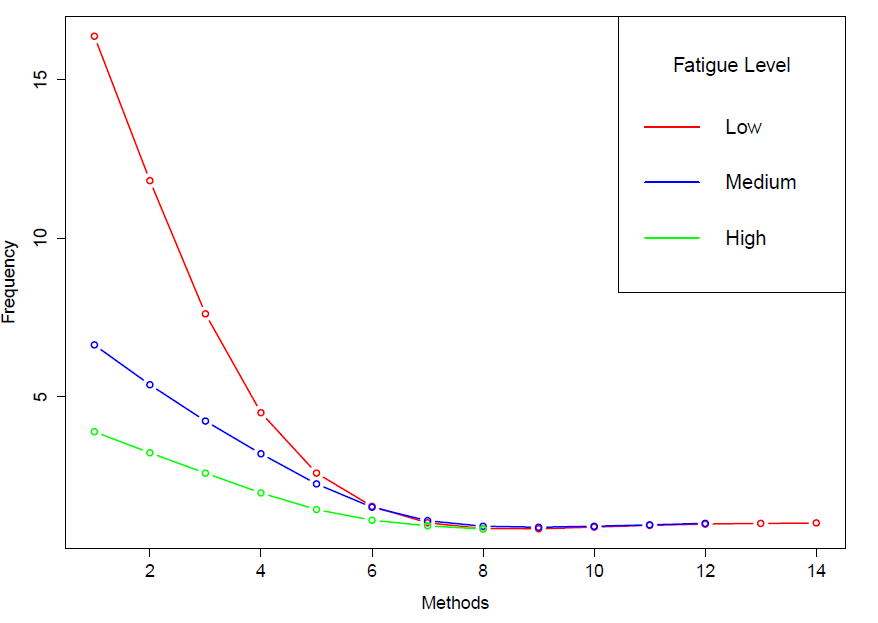 Fatigue Level
Low
Medium
High
15
10
5
Frequency
2 4 6 8 10 12 14
Methods